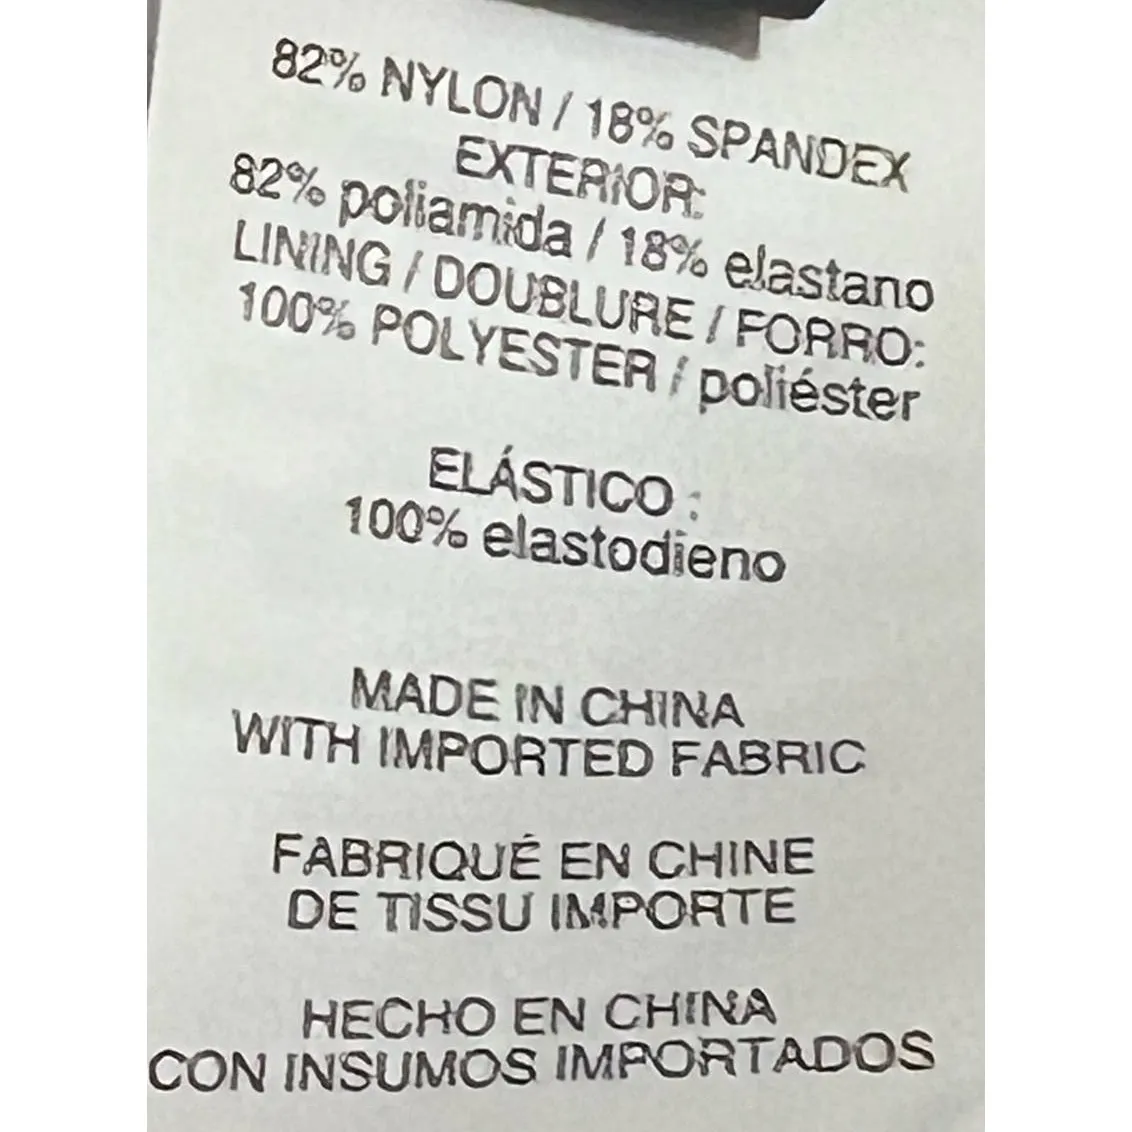 82% NYLON / 18% SPANDEX
EXTERIOR:
82% poliamida / 18% elastano
LINING / DOUBLURE / FORRO:
100% POLYESTER / poliéster
ELÁSTICO :
100% elastodieno
MADE IN CHINA
WITH IMPORTED FABRIC
FABRIQUÉ EN CHINE
DE TISSU IMPORTE
HECHO EN CHINA
CON INSUMOS IMPORTADOS